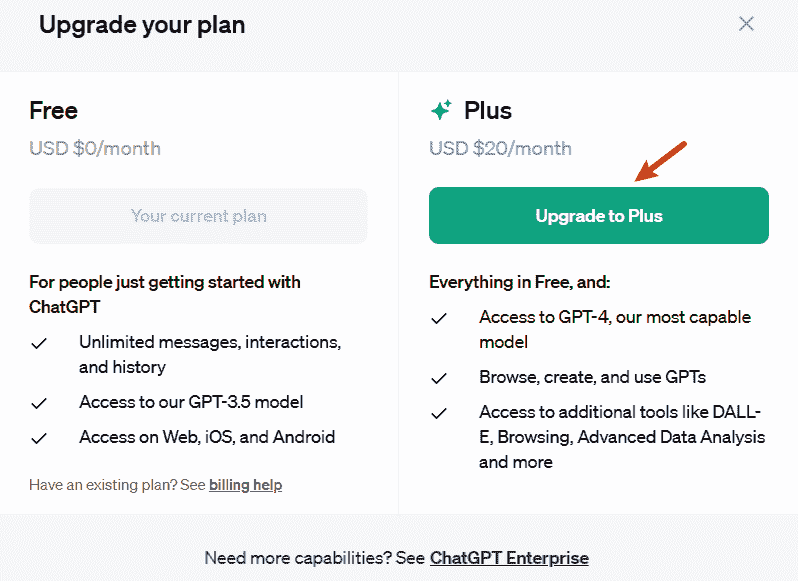 Upgrade your plan
Free
USD $0/month
Your current plan
For people just getting started with
ChatGPT
Unlimited messages, interactions,
and history
Access to our GPT-3.5 model
Access on Web, iOS, and Android
Have an existing plan? See billing help
Plus
USD $20/month
Upgrade to Plus
Everything in Free, and:
Access to GPT-4, our most capable
model
Browse, create, and use GPTs
Access to additional tools like DALL-
E, Browsing, Advanced Data Analysis
and more
Need more capabilities? See ChatGPT Enterprise